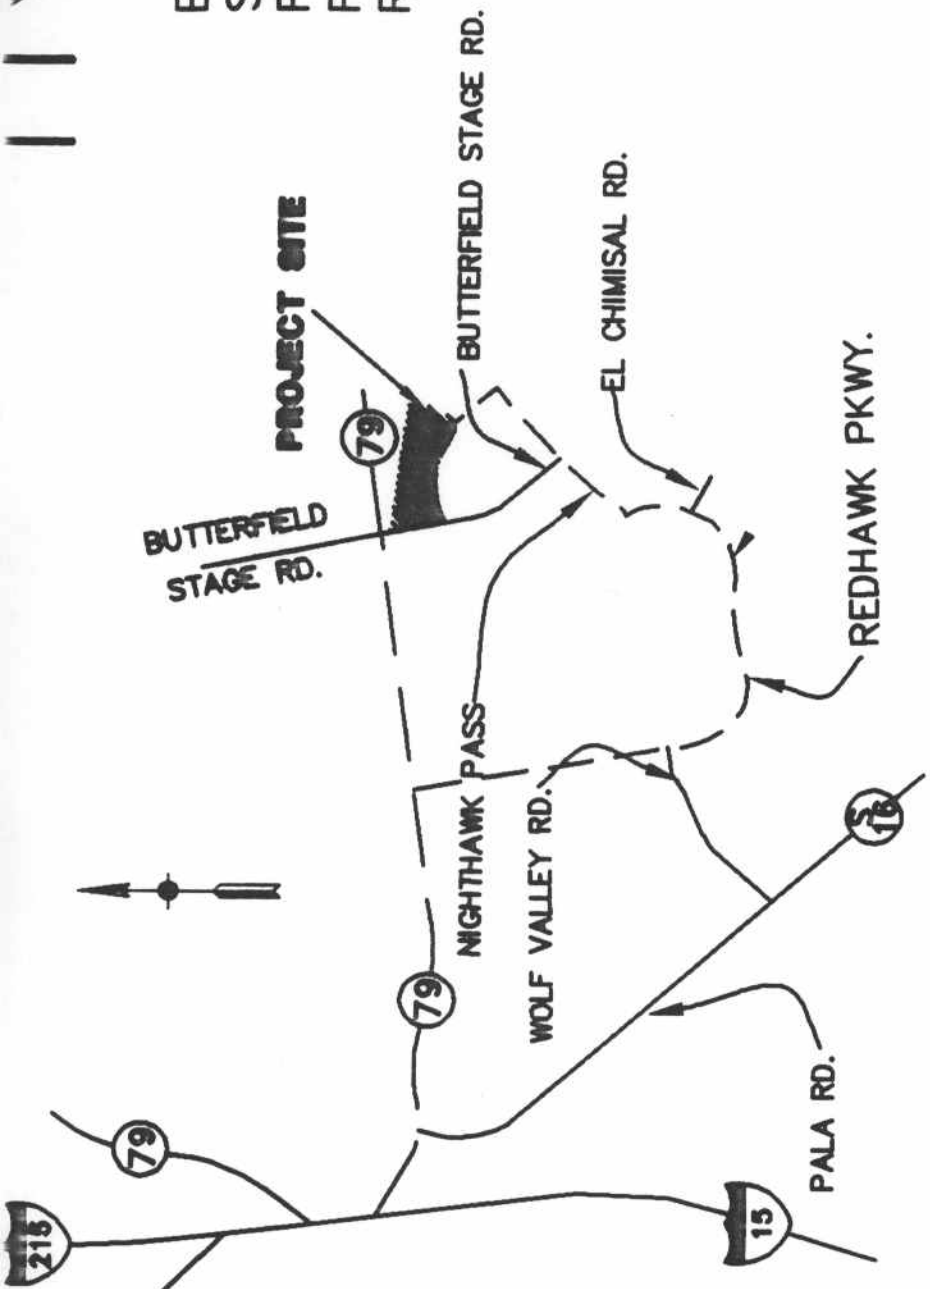 PROJECT SITE
BUTTERFIELD STAGE RD.
79
BUTTERFIELD
STAGE RD.
EL CHIMISAL RD.
REDHAWK PKWY.
NIGHTHAWK PASS
WOLF VALLEY RD.
S
16
79
PALA RD.
79
215
15